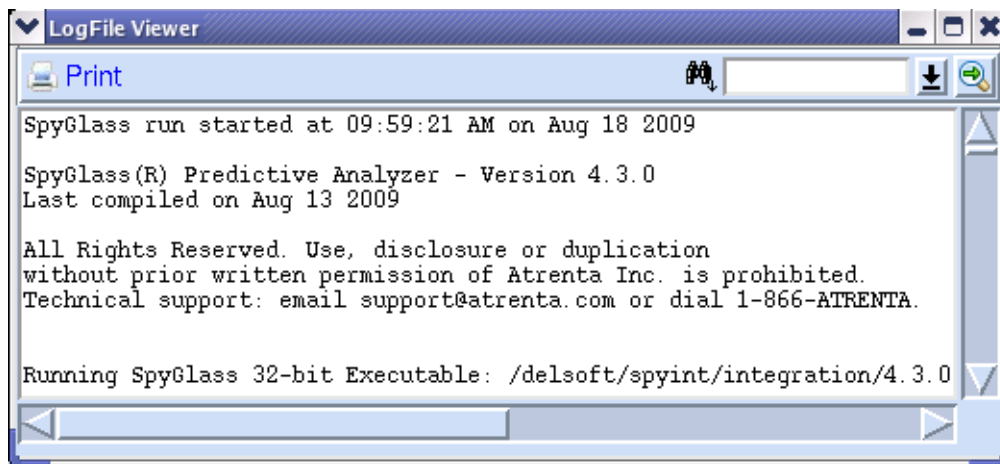 LogFile Viewer
Print
SpyGlass run started at 09:59:21 AM on Aug 18 2009
SpyGlass(R) Predictive Analyzer - Version 4.3.0
Last compiled on Aug 13 2009
All Rights Reserved. Use, disclosure or duplication
without prior written permission of Atrenta Inc. is prohibited.
Technical support: email support@atrenta.com or dial 1-866-ATRENTA.
Running SpyGlass 32-bit Executable: /delsoft/spyint/integration/4.3.0